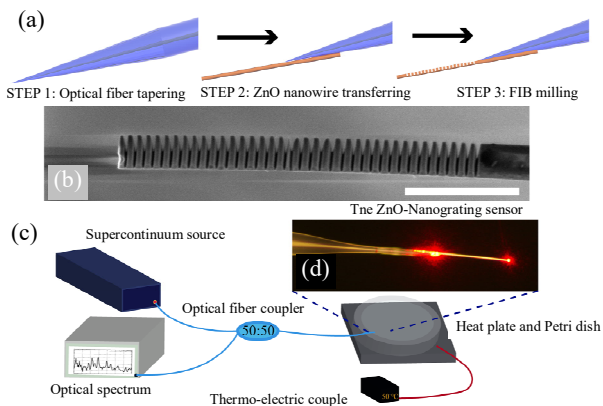 (a)
STEP 1: Optical fiber tapering
STEP 2: ZnO nanowire transferring
STEP 3: FIB milling
(b)
Tne ZnO-Nanograting sensor
(c)
Supercontinuum source
(d)
Optical fiber coupler
50:50
Heat plate and Petri dish
Optical spectrum
Thermo-electric couple
50 °C